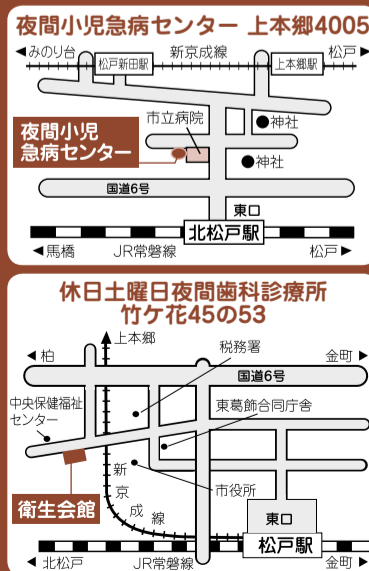 夜間小児急病センター 上本郷4005
◀みのり台 新京成線 松戸▶
松戸新田駅 上本郷駅
市立病院 ●神社
夜間小児
急病センター
●神社
国道6号
東口
北松戸駅
◀馬橋 JR常磐線 松戸▶
休日土曜日夜間歯科診療所
竹ケ花45の53
▲上本郷
◀柏 税務署 金町▶
国道6号
中央保健福祉
センター
東葛飾合同庁舎
新京成線
市役所
衛生会館
東口
松戸駅
◀北松戸 JR常磐線 金町▶